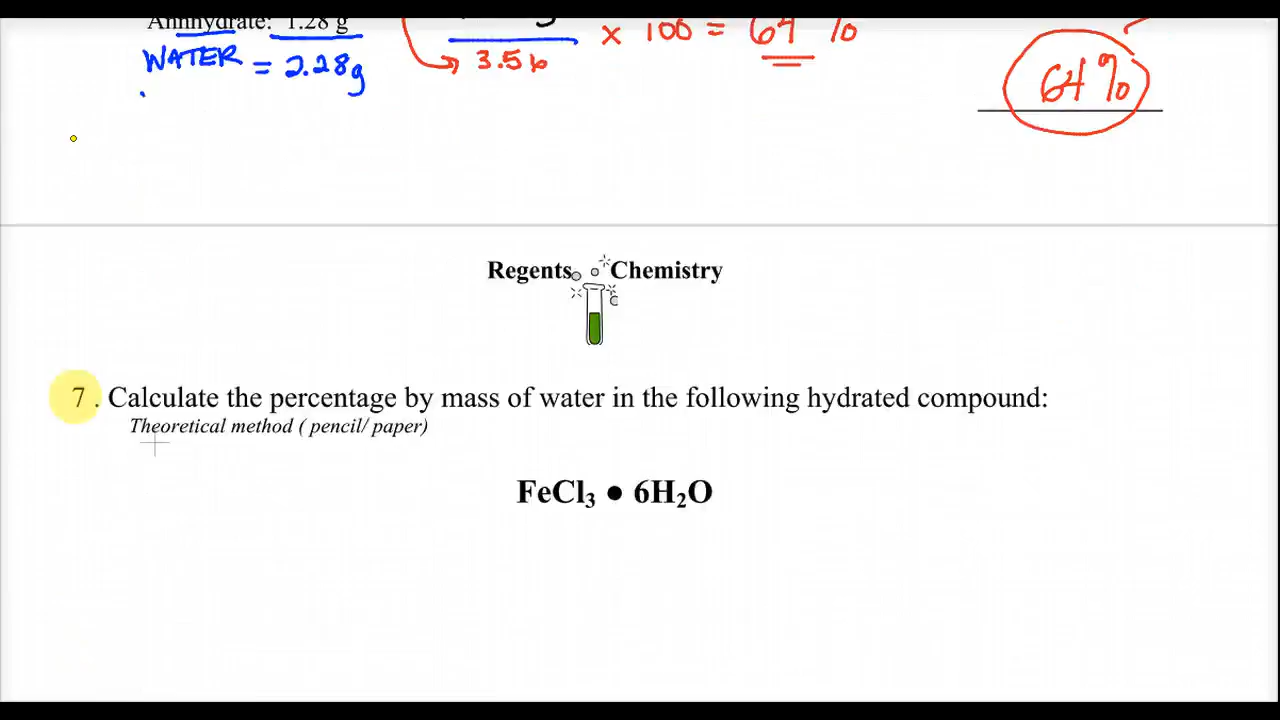 Annhydrate: 1.28 g
WATER = 2.28g
3.56
x 100 = 64 %
64%
Regents Chemistry
7 . Calculate the percentage by mass of water in the following hydrated compound:
Theoretical method ( pencil/ paper)
FeCl₃ ● 6H₂O